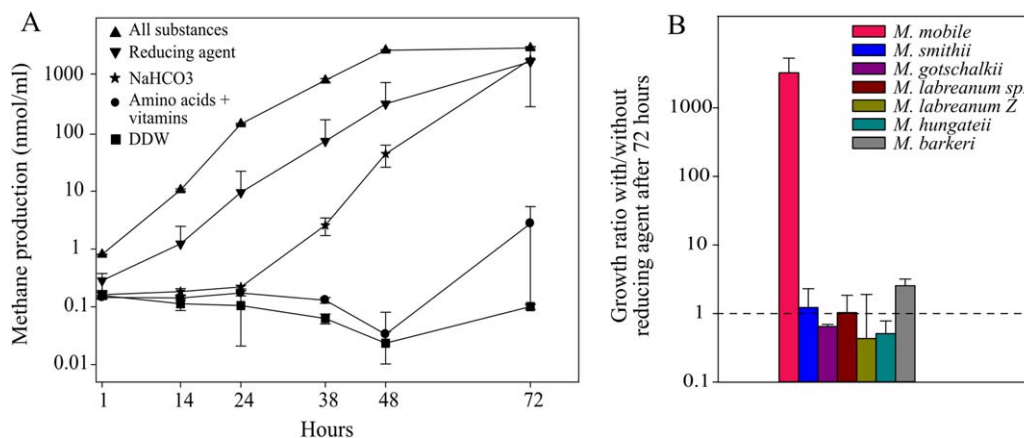 A
All substances
Reducing agent
NaHCO3
Amino acids +
vitamins
DDW
Methane production (nmol/ml)
1000
100
10
1
0.1
0.01
1
14
24
38
48
72
Hours
B
M. mobile
M. smithii
M. gotschalkii
M. labreanum sp.
M. labreanum Z
M. hungateii
M. barkeri
Growth ratio with/without
reducing agent after 72 hours
1000
100
10
1
0.1